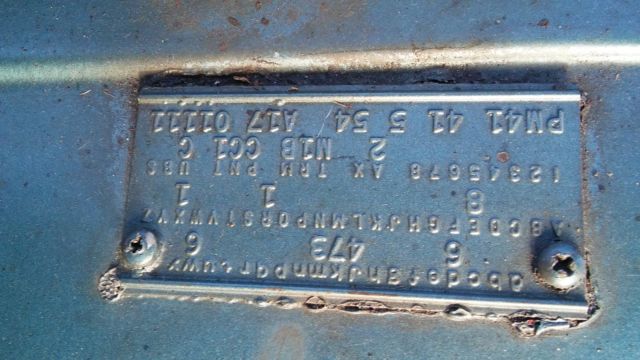 abcdefghJkmnpqrtuwy
6 473 6
ABCDEFGHJKLMNPQRSTVWXYZ
8 1 1
12345678 AX TRM PNT UBS
2 M1B CC1 C
PM41 41 5 54 A17 01111